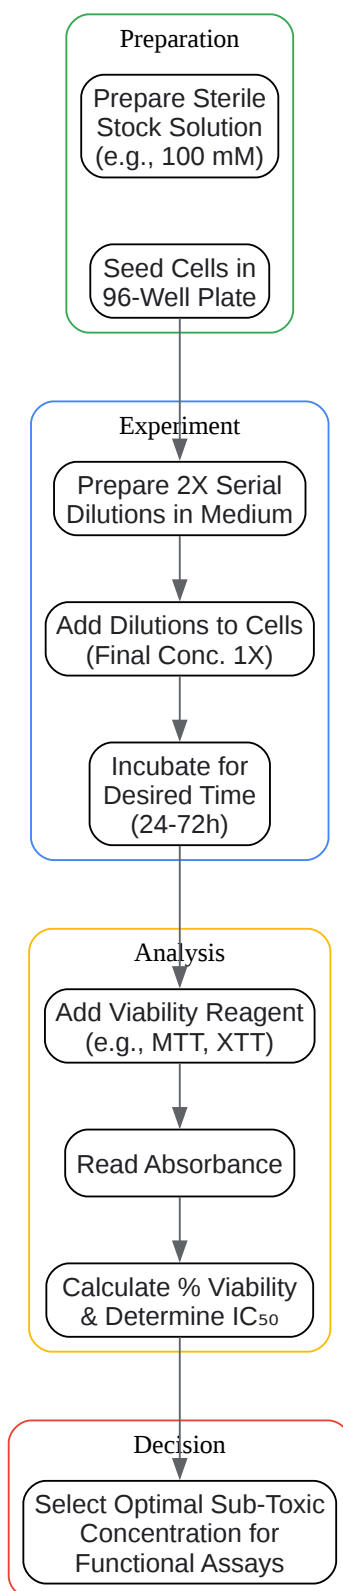 Preparation
Prepare Sterile
Stock Solution
(e.g., 100 mM)
Seed Cells in
96-Well Plate
Experiment
Prepare 2X Serial
Dilutions in Medium
Add Dilutions to Cells
(Final Conc. 1X)
Incubate for
Desired Time
(24-72h)
Analysis
Add Viability Reagent
(e.g., MTT, XTT)
Read Absorbance
Calculate % Viability
& Determine IC₅₀
Decision
Select Optimal Sub-Toxic
Concentration for
Functional Assays